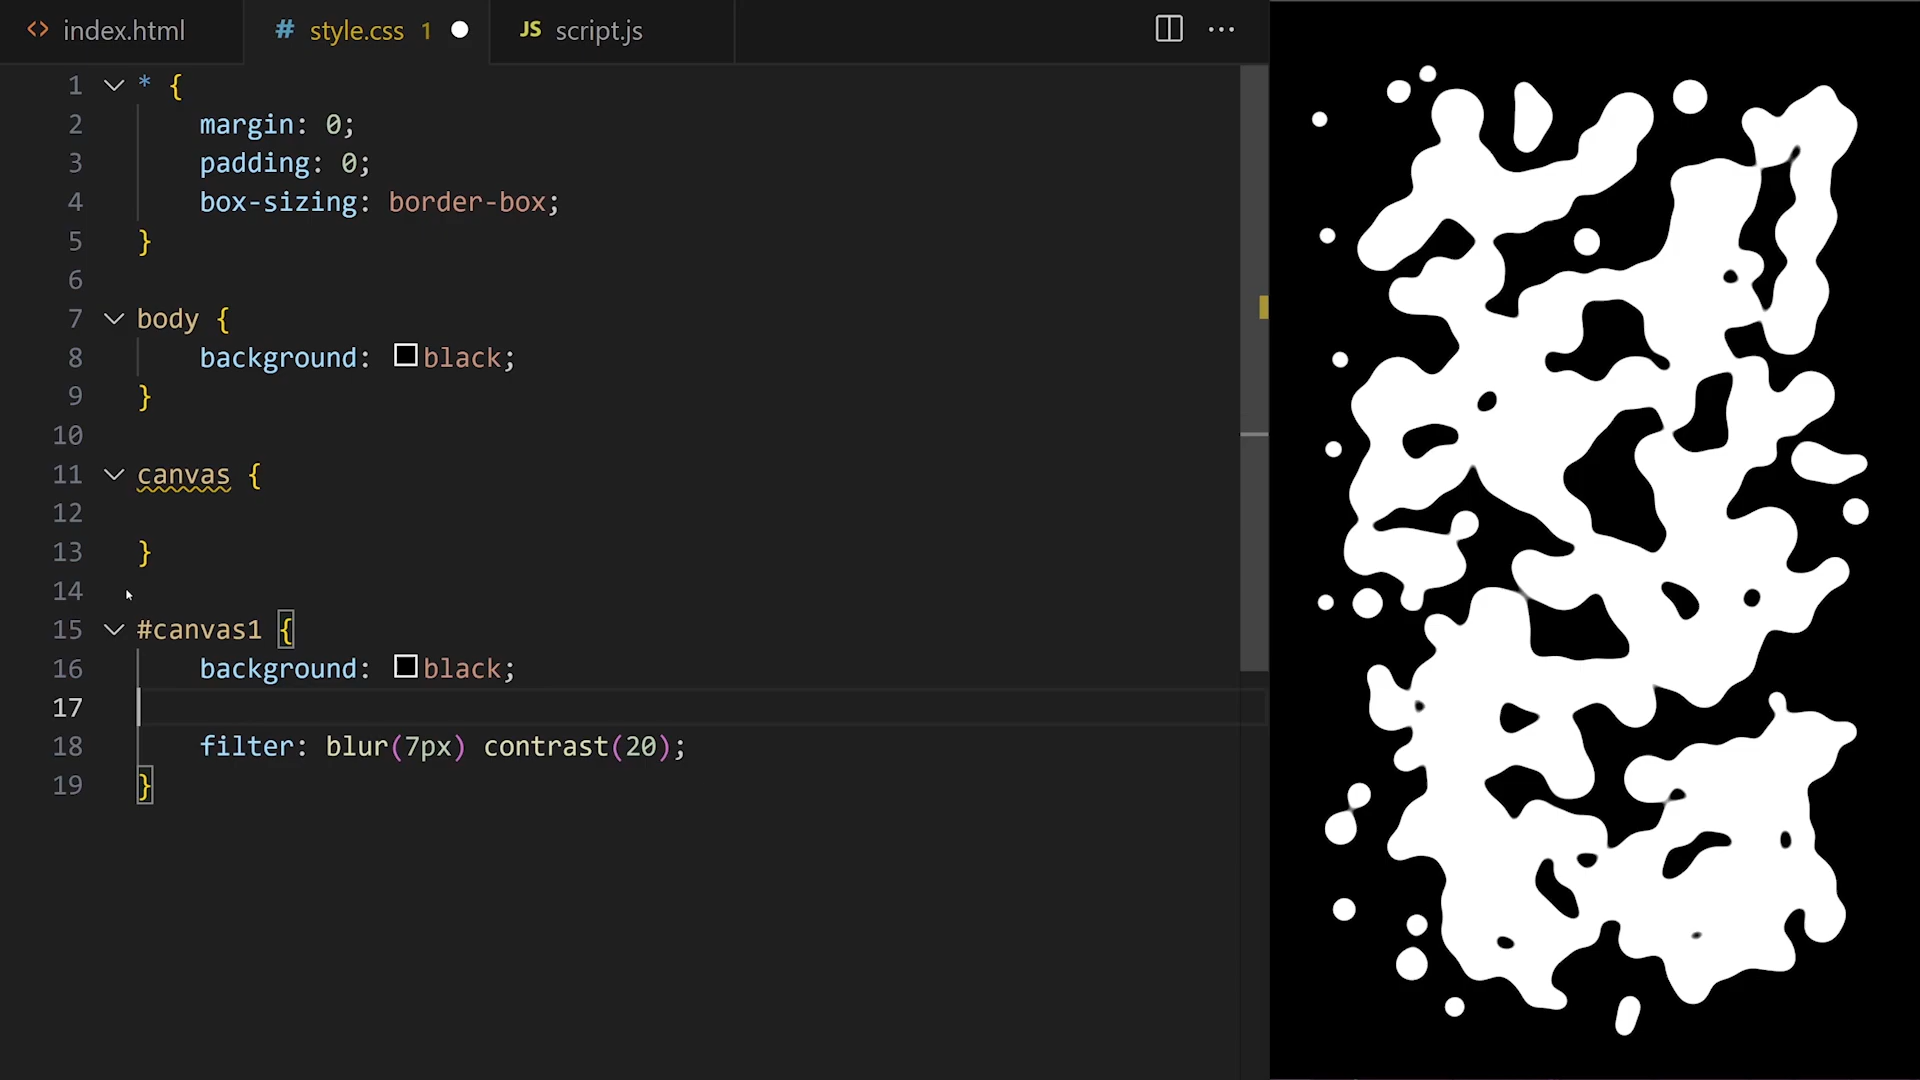 <> index.html # style.css 1 JS script.js ···
1 * {
2 margin: 0;
3 padding: 0;
4 box-sizing: border-box;
5 }
6
7 body {
8 background: black;
9 }
10
11 canvas {
12
13 }
14
15 #canvas1 {
16 background: black;
17
18 filter: blur(7px) contrast(20);
19 }